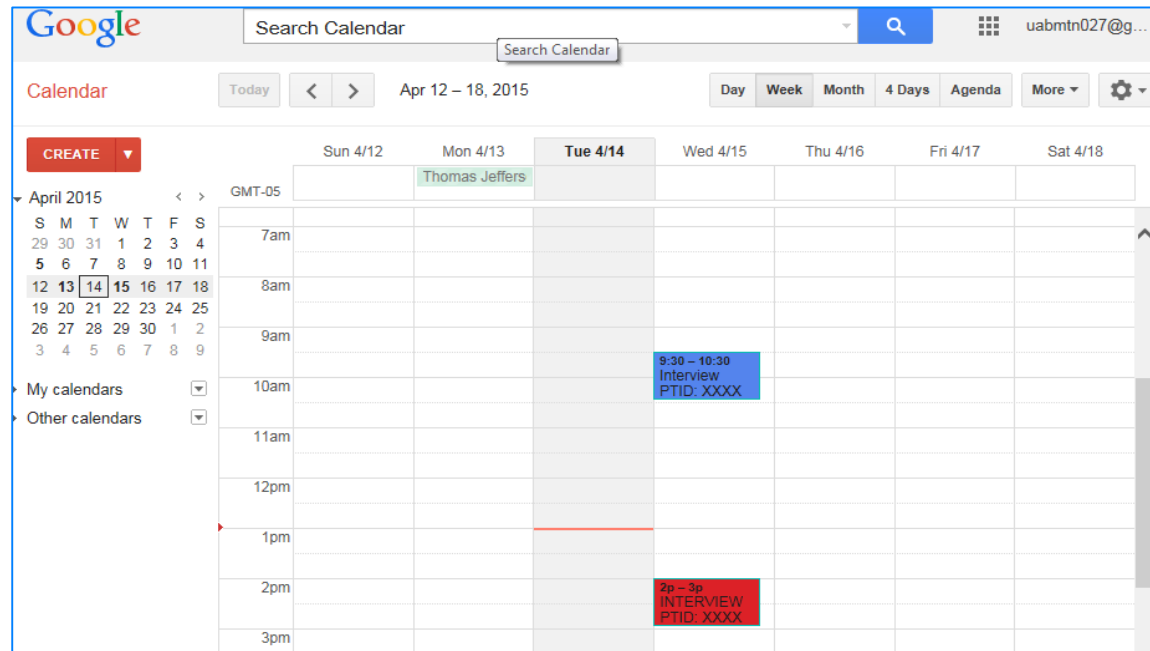 Google
Search Calendar
uabmtn027@g...
Search Calendar
Calendar
Today
Apr 12 – 18, 2015
Day Week Month 4 Days Agenda More
CREATE
Sun 4/12 Mon 4/13 Tue 4/14 Wed 4/15 Thu 4/16 Fri 4/17 Sat 4/18
Thomas Jeffers
GMT-05
April 2015
S M T W T F S
29 30 31 1 2 3 4
5 6 7 8 9 10 11
12 13 14 15 16 17 18
19 20 21 22 23 24 25
26 27 28 29 30 1 2
3 4 5 6 7 8 9
My calendars
Other calendars
7am
8am
9am
9:30 – 10:30
Interview
PTID: XXXX
10am
11am
12pm
1pm
2pm
2p – 3p
INTERVIEW
PTID: XXXX
3pm